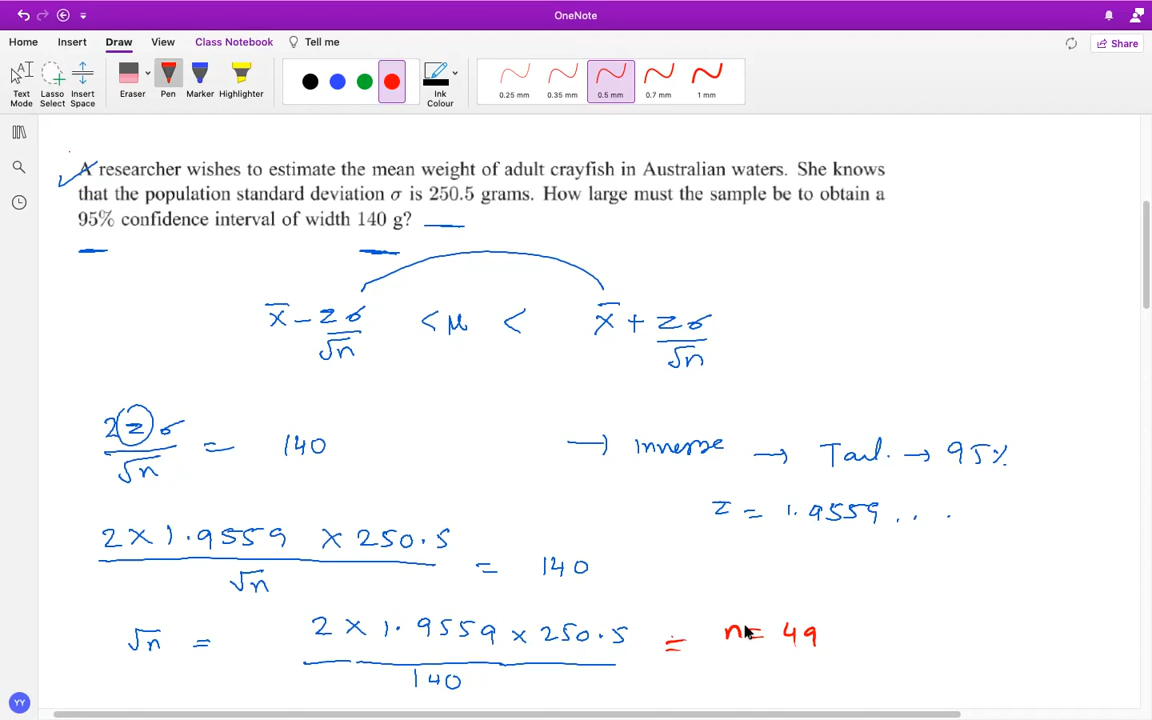 OneNote
Home Insert Draw View Class Notebook Tell me Share
Text Mode Lasso Select Insert Space Eraser Pen Marker Highlighter Ink Colour 0.25 mm 0.35 mm 0.5 mm 0.7 mm 1 mm
A researcher wishes to estimate the mean weight of adult crayfish in Australian waters. She knows
that the population standard deviation σ is 250.5 grams. How large must the sample be to obtain a
95% confidence interval of width 140 g?
x̄ - zσ/√n < μ < x̄ + zσ/√n
2zσ/√n = 140 → Inverse → Tail. → 95%
z = 1.9559 ....
2 × 1.9559 × 250.5/√n = 140
√n = 2 × 1.9559 × 250.5/140 = n = 49
YY